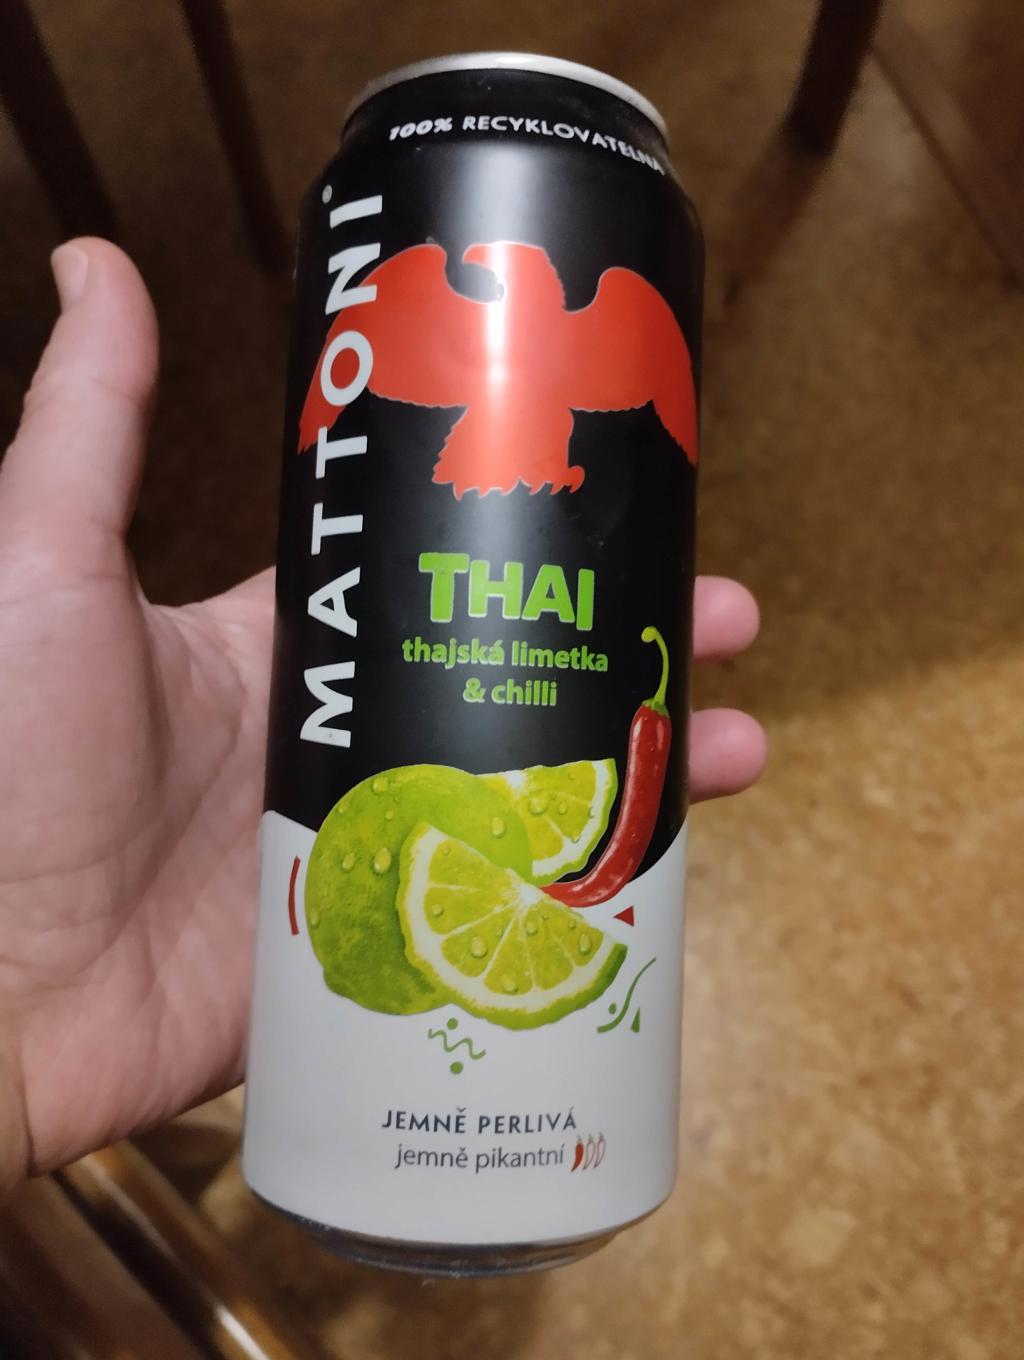 100% RECYKLOVATELNÁ
MATTONI®
THAI
thajská limetka
& chilli
JEMNĚ PERLIVÁ
jemně pikantní